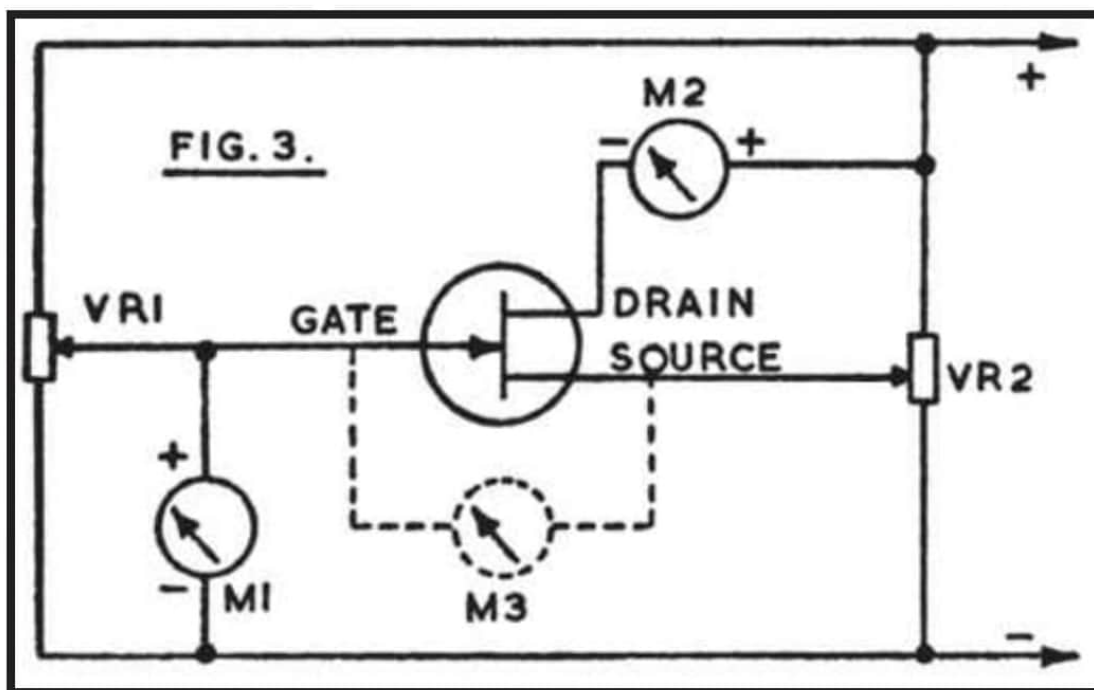 M2
+
FIG. 3.
- +
VR1
GATE
DRAIN
SOURCE
VR2
+
- M1
M3
-